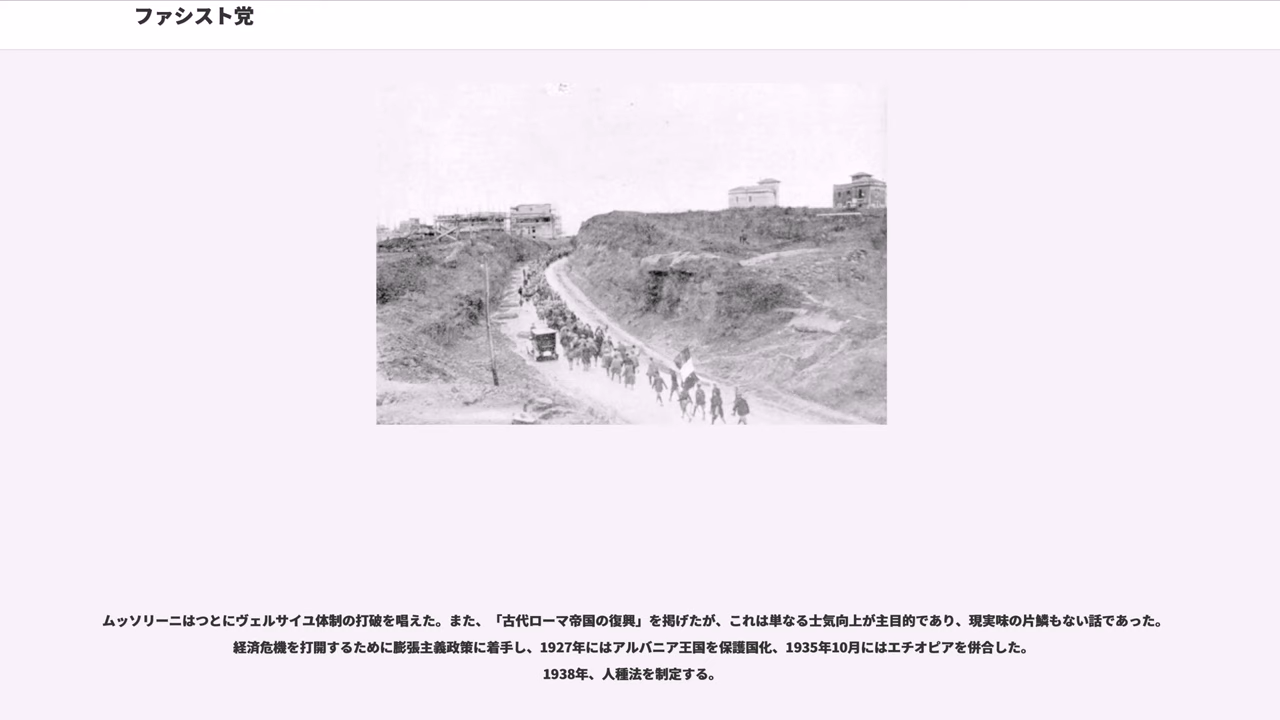 ファシスト党
ムッソリーニはつとにヴェルサイユ体制の打破を唱えた。また、「古代ローマ帝国の復興」を掲げたが、これは単なる士気向上が主目的であり、現実味の片鱗もない話であった。
経済危機を打開するために膨張主義政策に着手し、1927年にはアルバニア王国を保護国化、1935年10月にはエチオピアを併合した。
1938年、人種法を制定する。